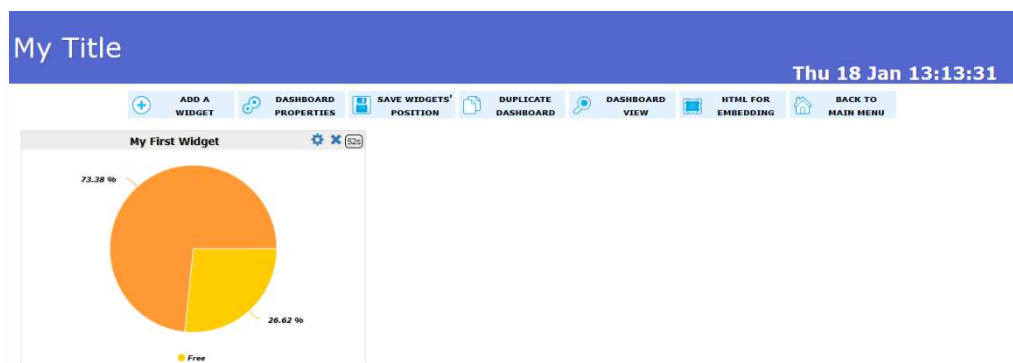 My Title
Thu 18 Jan 13:13:31
ADD A
WIDGET
DASHBOARD
PROPERTIES
SAVE WIDGETS'
POSITION
DUPLICATE
DASHBOARD
DASHBOARD
VIEW
HTML FOR
EMBEDDING
BACK TO
MAIN MENU
My First Widget
52s
73.38 %
26.62 %
Free